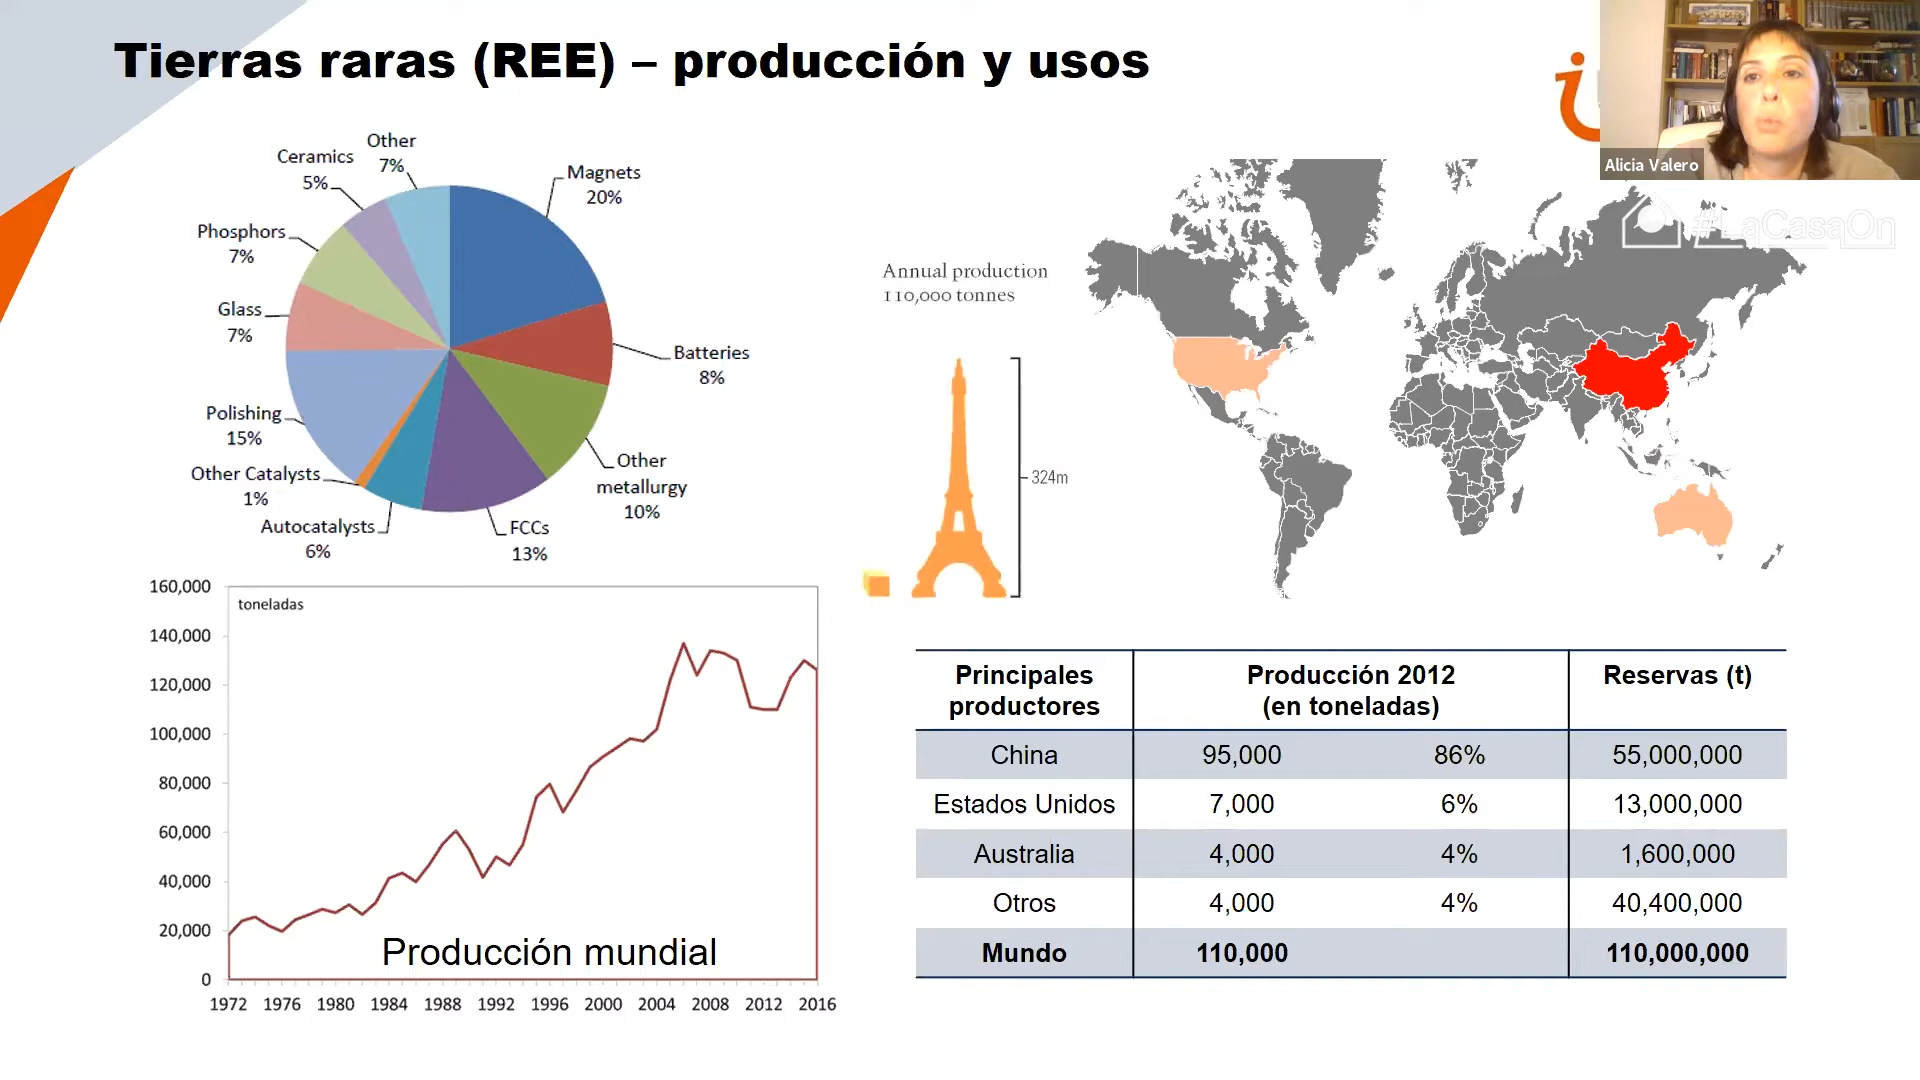 Tierras raras (REE) – producción y usos
Alicia Valero
#LaCasaOn
Other
7%
Ceramics
5%
Magnets
20%
Phosphors
7%
Glass
7%
Batteries
8%
Polishing
15%
Other
metallurgy
10%
Other Catalysts
1%
Autocatalysts
6%
FCCs
13%
Annual production
110,000 tonnes
324m
160,000
140,000
120,000
100,000
80,000
60,000
40,000
20,000
0
toneladas
Producción mundial
1972 1976 1980 1984 1988 1992 1996 2000 2004 2008 2012 2016
Principales productores Producción 2012 (en toneladas) Reservas (t)
China 95,000 86% 55,000,000
Estados Unidos 7,000 6% 13,000,000
Australia 4,000 4% 1,600,000
Otros 4,000 4% 40,400,000
Mundo 110,000 110,000,000